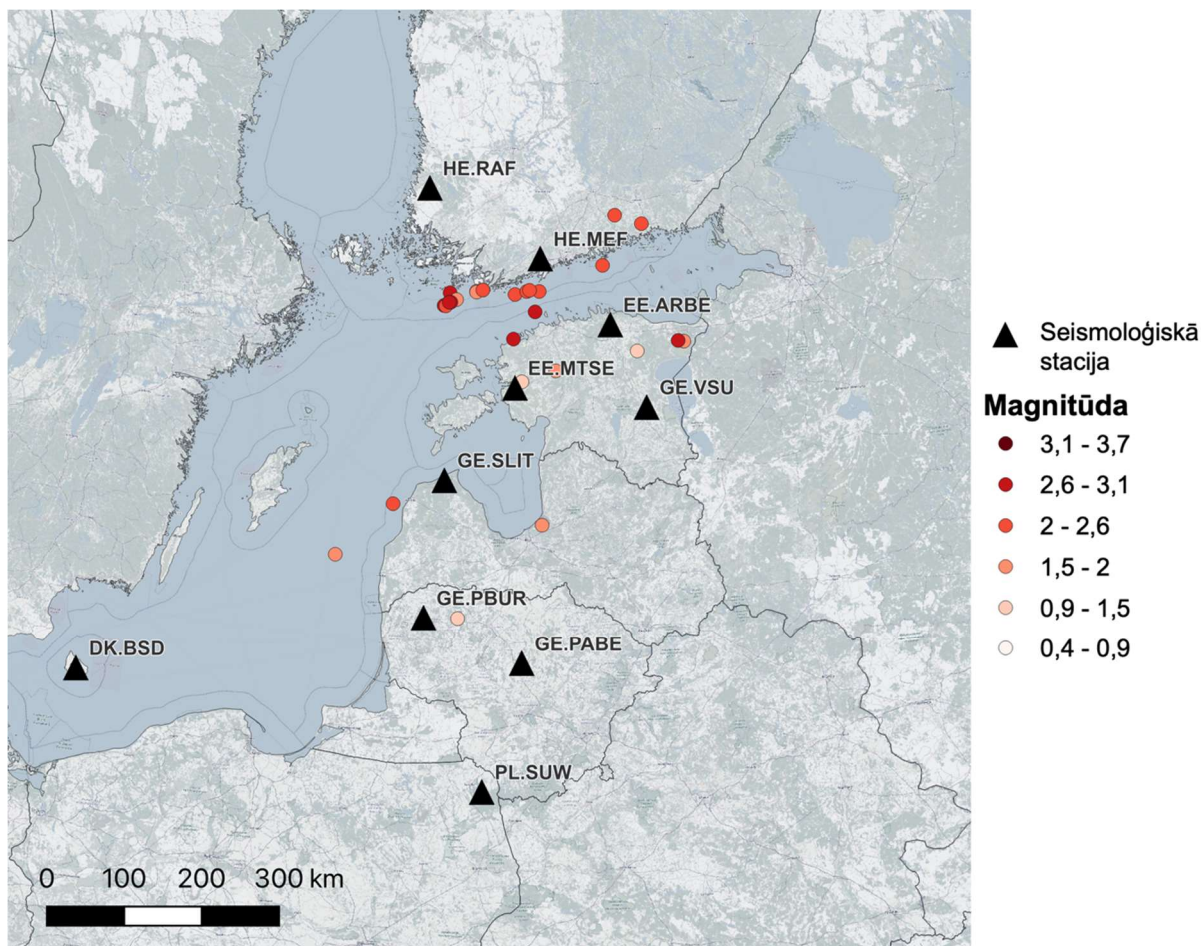 HE.RAF
HE.MEF
EE.ARBE
EE.MTSE
GE.VSU
GE.SLIT
GE.PBUR
GE.PABE
DK.BSD
PL.SUW
0 100 200 300 km
Seismoloģiskā
stacija
Magnitūda
3,1 - 3,7
2,6 - 3,1
2 - 2,6
1,5 - 2
0,9 - 1,5
0,4 - 0,9